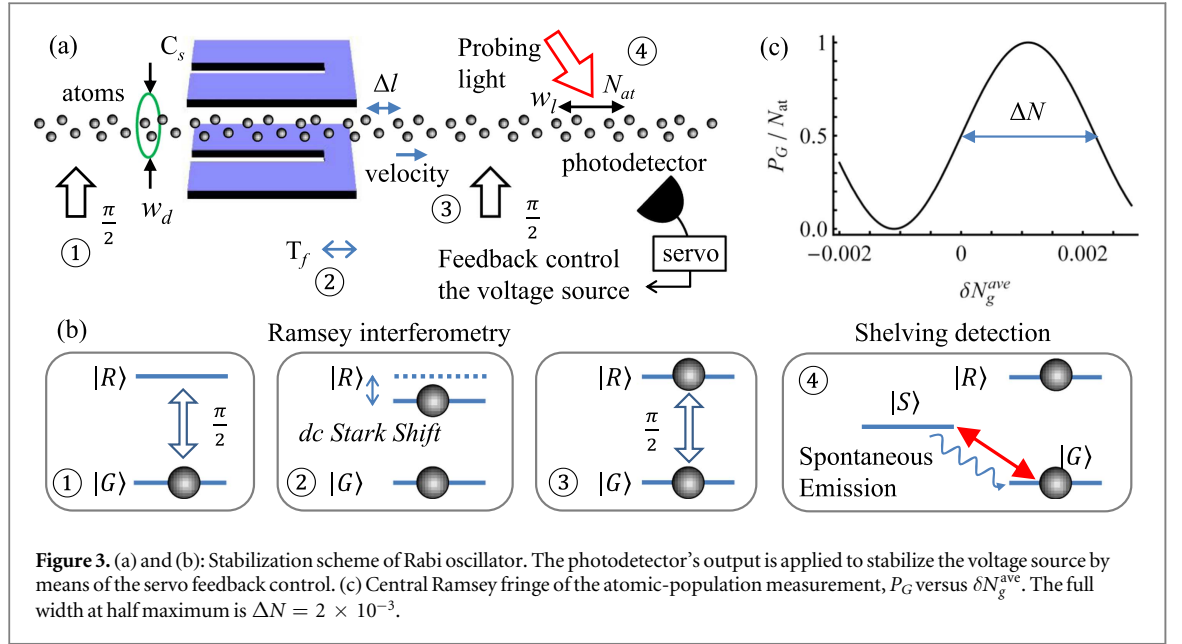 (a)
C_s
atoms
w_d
① π/2
Δl
velocity
T_f
②
③ π/2
Probing
light
④
w_l N_at
photodetector
servo
Feedback control
the voltage source
(c)
P_G / N_at
1
0.5
0.0
ΔN
−0.002 0 0.002
δN_g^ave
(b) Ramsey interferometry Shelving detection
|R⟩
π/2
① |G⟩
|R⟩
dc Stark Shift
② |G⟩
|R⟩
π/2
③ |G⟩
④ |R⟩
|S⟩
|G⟩
Spontaneous
Emission
Figure 3. (a) and (b): Stabilization scheme of Rabi oscillator. The photodetector's output is applied to stabilize the voltage source by
means of the servo feedback control. (c) Central Ramsey fringe of the atomic-population measurement, P_G versus δN_g^ave. The full
width at half maximum is ΔN = 2 × 10⁻³.